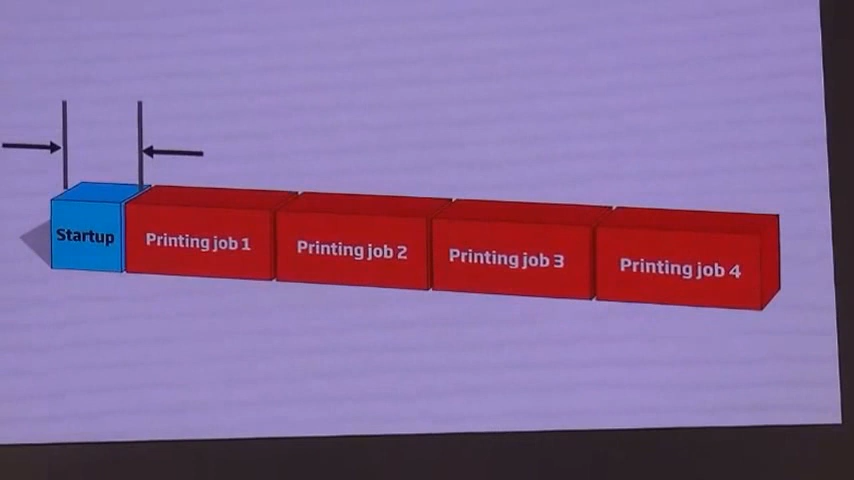 Startup
Printing job 1
Printing job 2
Printing job 3
Printing job 4